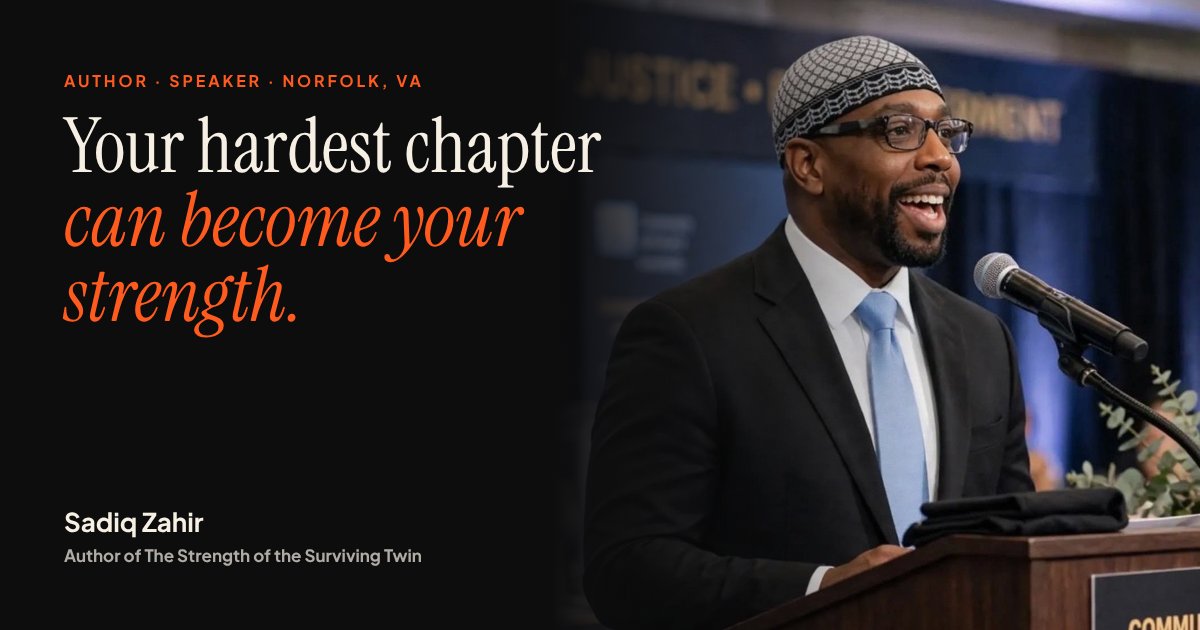 AUTHOR · SPEAKER · NORFOLK, VA
Your hardest chapter
can become your
strength.
Sadiq Zahir
Author of The Strength of the Surviving Twin
JUSTICE •